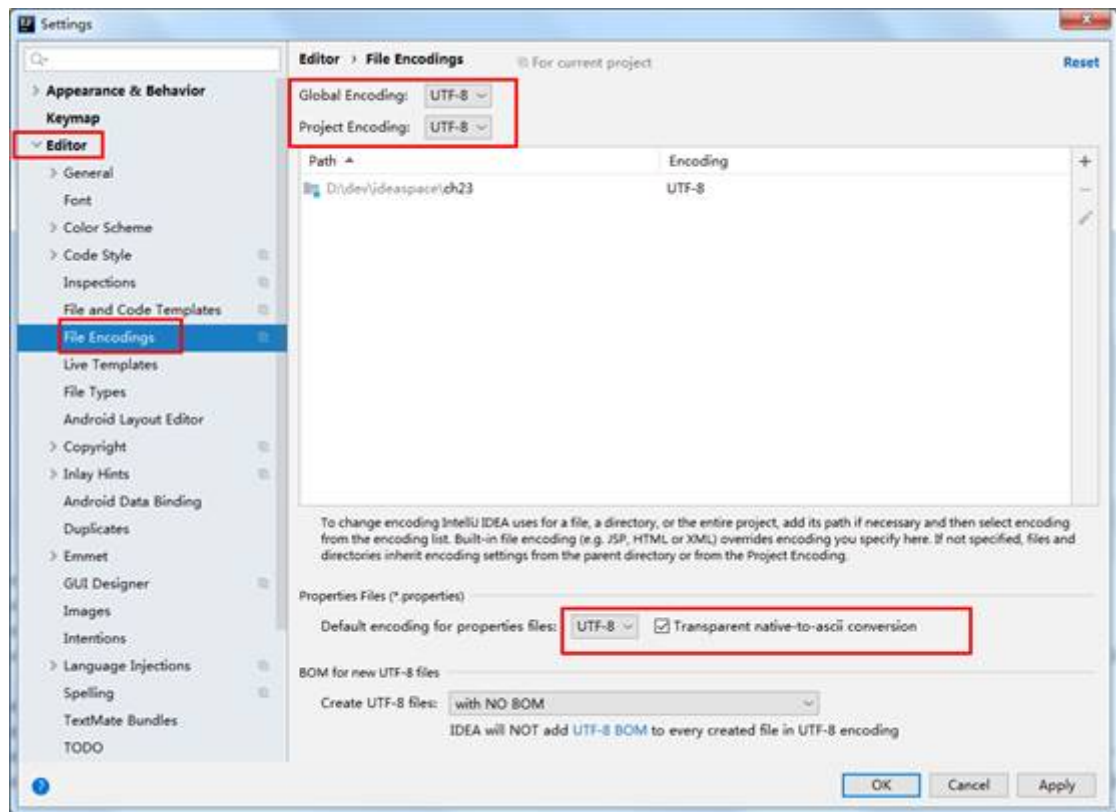 Settings
Editor › File Encodings
For current project
Reset
Appearance & Behavior
Keymap
Editor
General
Font
Color Scheme
Code Style
Inspections
File and Code Templates
File Encodings
Live Templates
File Types
Android Layout Editor
Copyright
Inlay Hints
Android Data Binding
Duplicates
Emmet
GUI Designer
Images
Intentions
Language Injections
Spelling
TextMate Bundles
TODO
Global Encoding: UTF-8
Project Encoding: UTF-8
Path Encoding
D:\dev\ideaspace\ch23 UTF-8
To change encoding IntelliJ IDEA uses for a file, a directory, or the entire project, add its path if necessary and then select encoding
from the encoding list. Built-in file encoding (e.g. JSP, HTML or XML) overrides encoding you specify here. If not specified, files and
directories inherit encoding settings from the parent directory or from the Project Encoding.
Properties Files (*.properties)
Default encoding for properties files: UTF-8 Transparent native-to-ascii conversion
BOM for new UTF-8 files
Create UTF-8 files: with NO BOM
IDEA will NOT add UTF-8 BOM to every created file in UTF-8 encoding
?
OK Cancel Apply